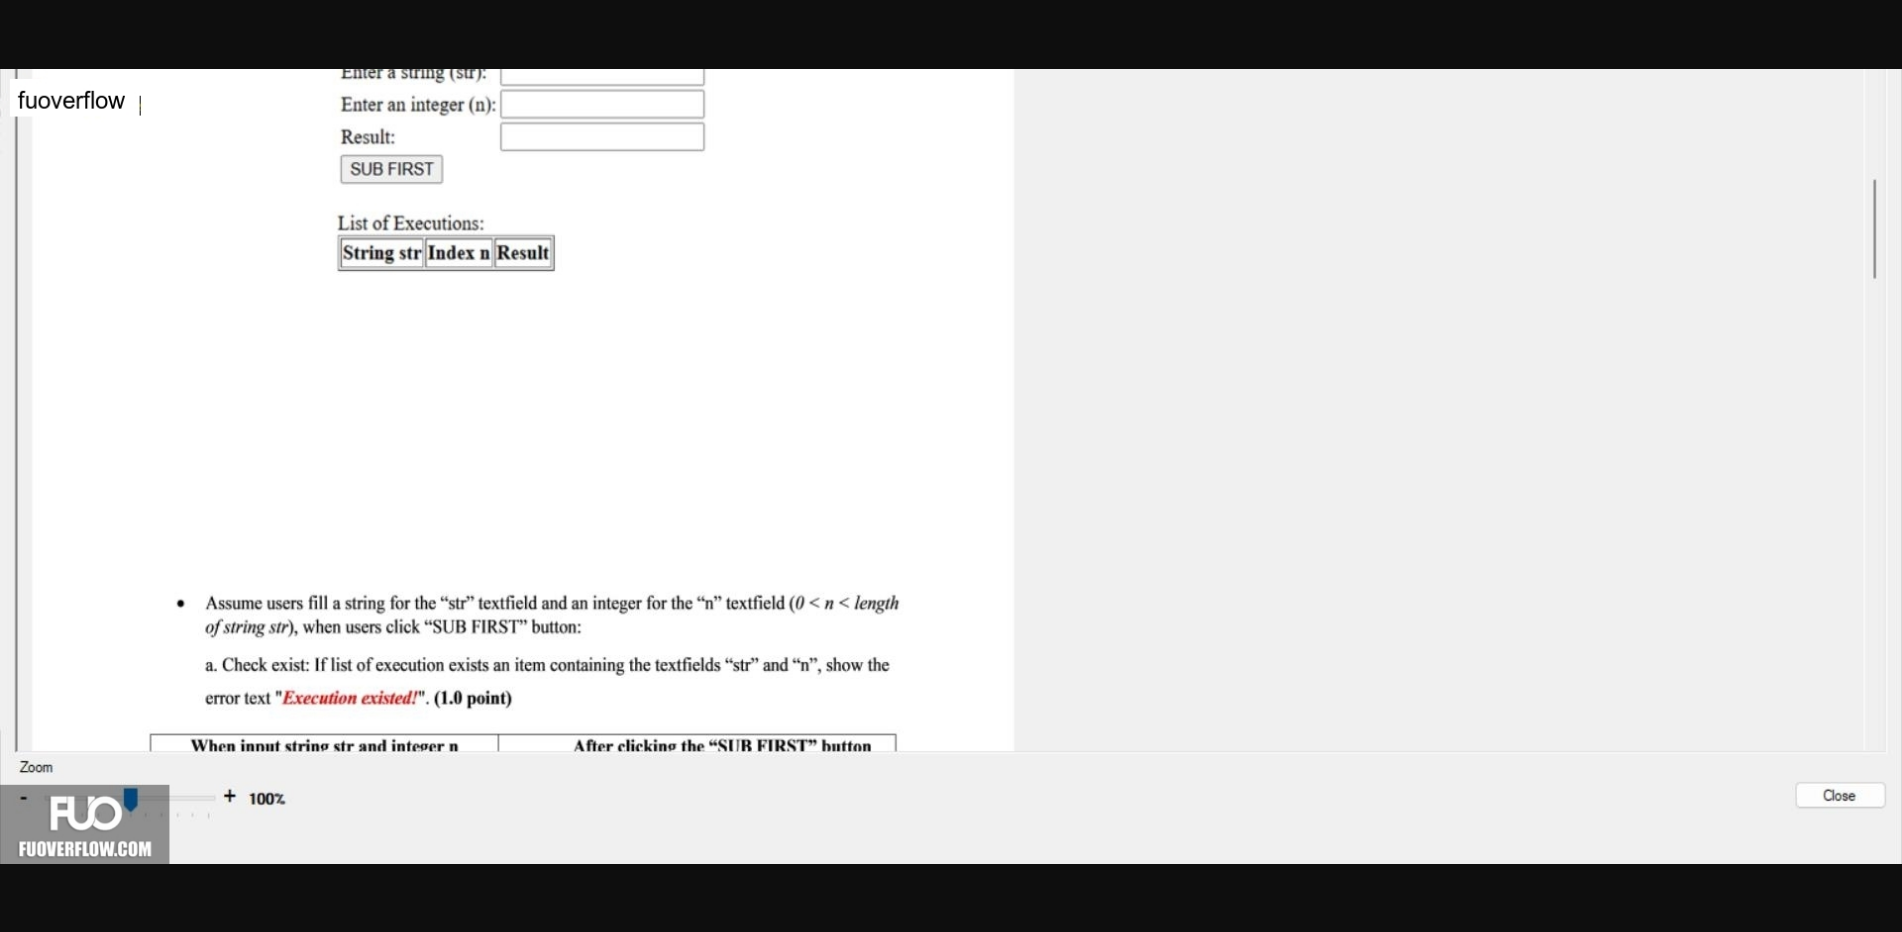 Enter a string (str):
fuoverflow
Enter an integer (n):
Result:
SUB FIRST
List of Executions:
String str Index n Result
• Assume users fill a string for the “str” textfield and an integer for the “n” textfield (0 < n < length
of string str), when users click “SUB FIRST” button:
a. Check exist: If list of execution exists an item containing the textfields “str” and “n”, show the
error text "Execution existed!". (1.0 point)
When input string str and integer n After clicking the “SUB FIRST” button
Zoom
- + 100%
Close
FUO
FUOVERFLOW.COM